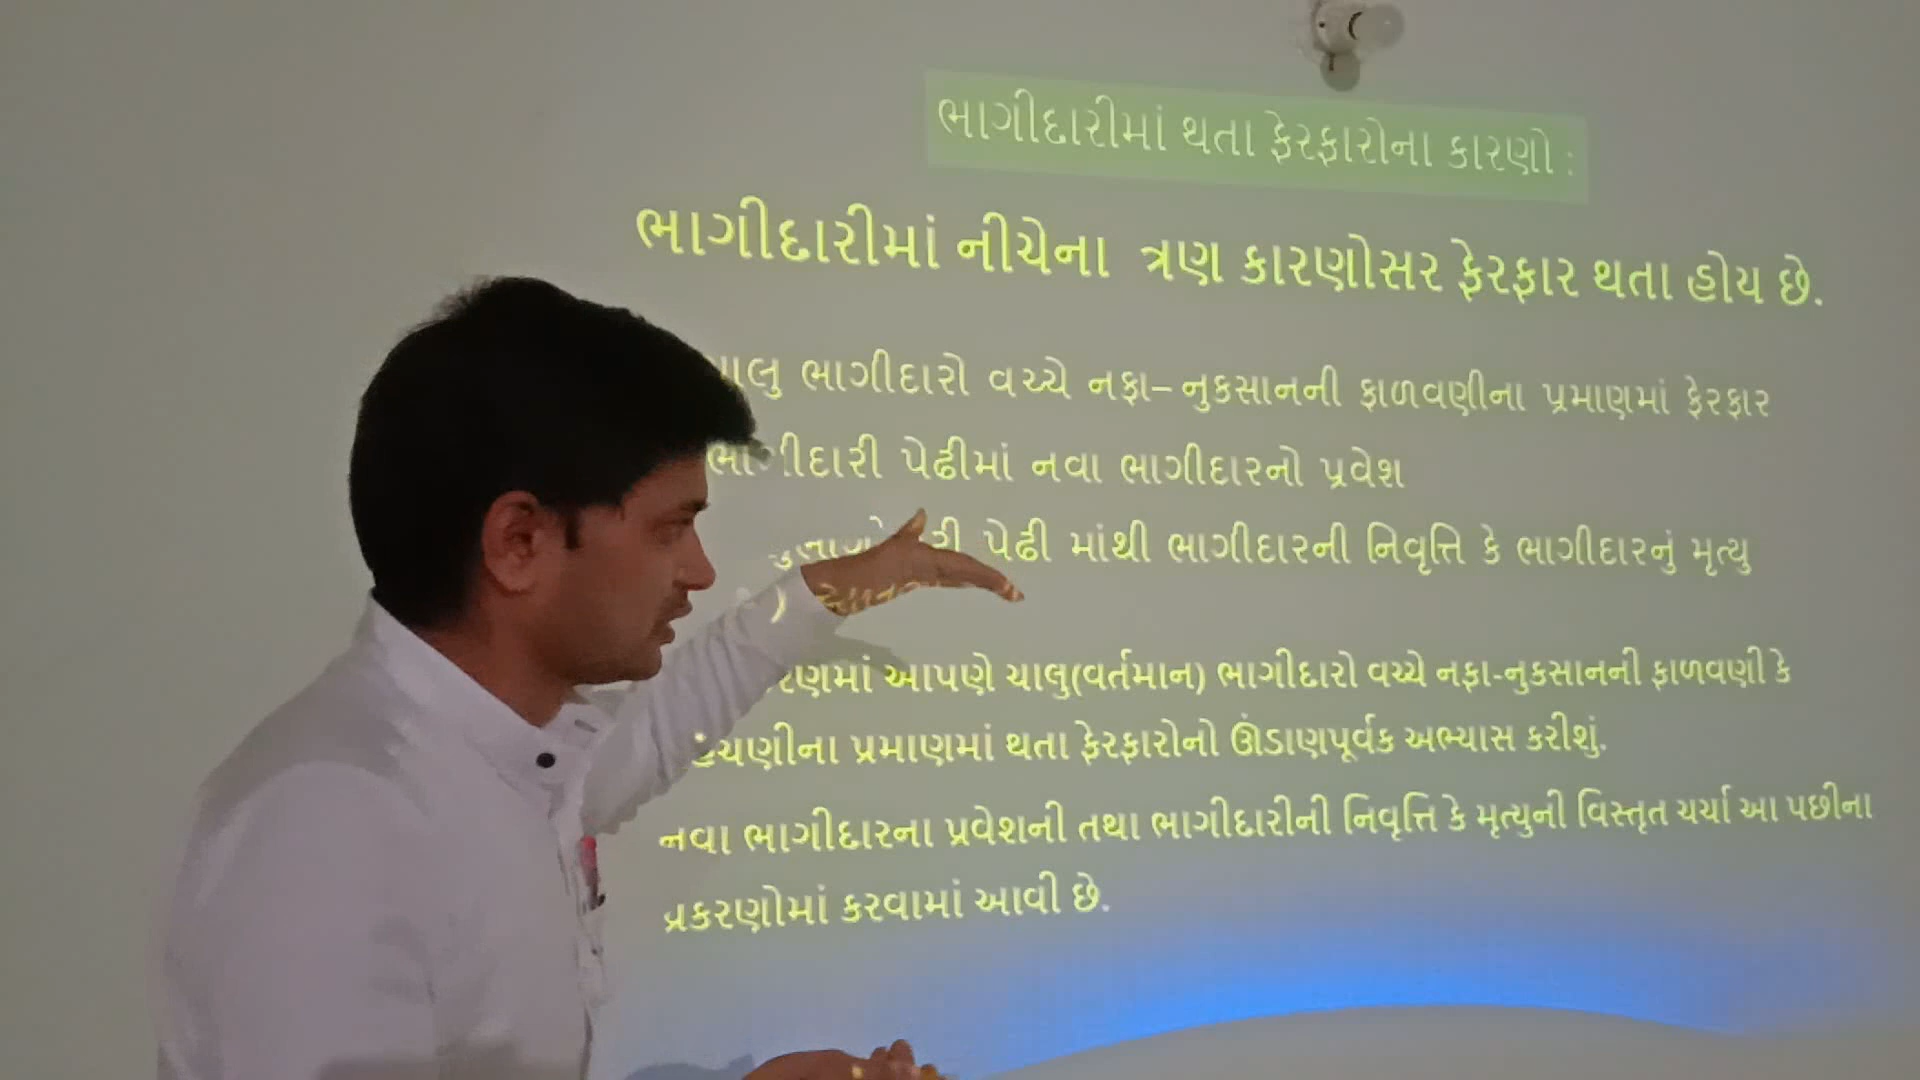 ભાગીદારીમાં થતા ફેરફારોના કારણો :
ભાગીદારીમાં નીચેના ત્રણ કારણોસર ફેરફાર થતા હોય છે.
ભાગીદારો વચ્ચે નફા– નુકસાનની ફાળવણીના પ્રમાણમાં ફેરફાર
ભાગીદારી પેઢીમાં નવા ભાગીદારનો પ્રવેશ
પેઢી માંથી ભાગીદારની નિવૃત્તિ કે ભાગીદારનું મૃત્યુ
આપણે ચાલુ(વર્તમાન) ભાગીદારો વચ્ચે નફા-નુકસાનની ફાળવણી કે
પ્રમાણમાં થતા ફેરફારોનો ઊંડાણપૂર્વક અભ્યાસ કરીશું.
નવા ભાગીદારના પ્રવેશની તથા ભાગીદારીની નિવૃત્તિ કે મૃત્યુની વિસ્તૃત ચર્ચા આ પછીના
પ્રકરણોમાં કરવામાં આવી છે.